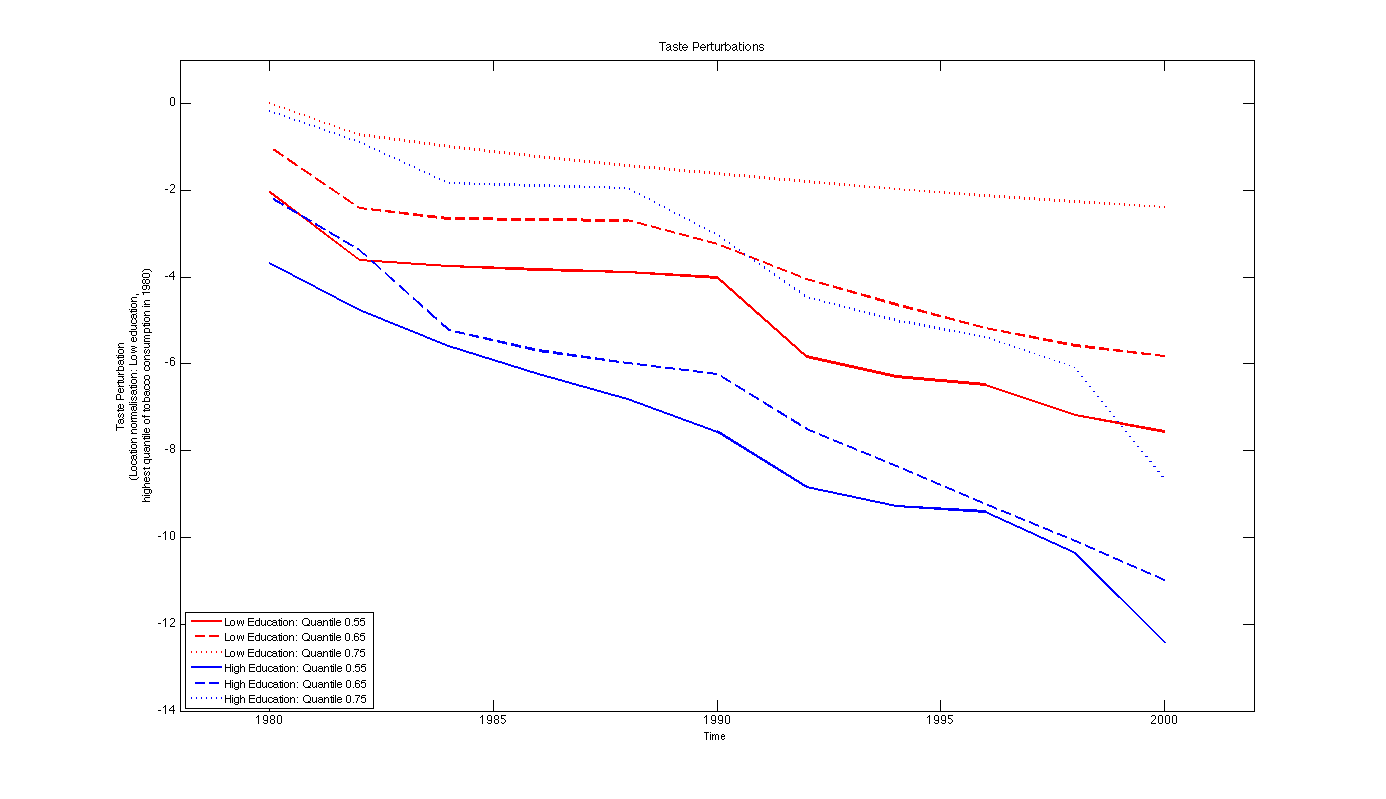 Taste Perturbations
0
-2
-4
-6
-8
-10
-12
-14
Taste Perturbation
(Location normalisation: Low education,
highest quantile of tobacco consumption in 1980)
Low Education: Quantile 0.55
Low Education: Quantile 0.65
Low Education: Quantile 0.75
High Education: Quantile 0.55
High Education: Quantile 0.65
High Education: Quantile 0.75
1980 1985 1990 1995 2000
Time